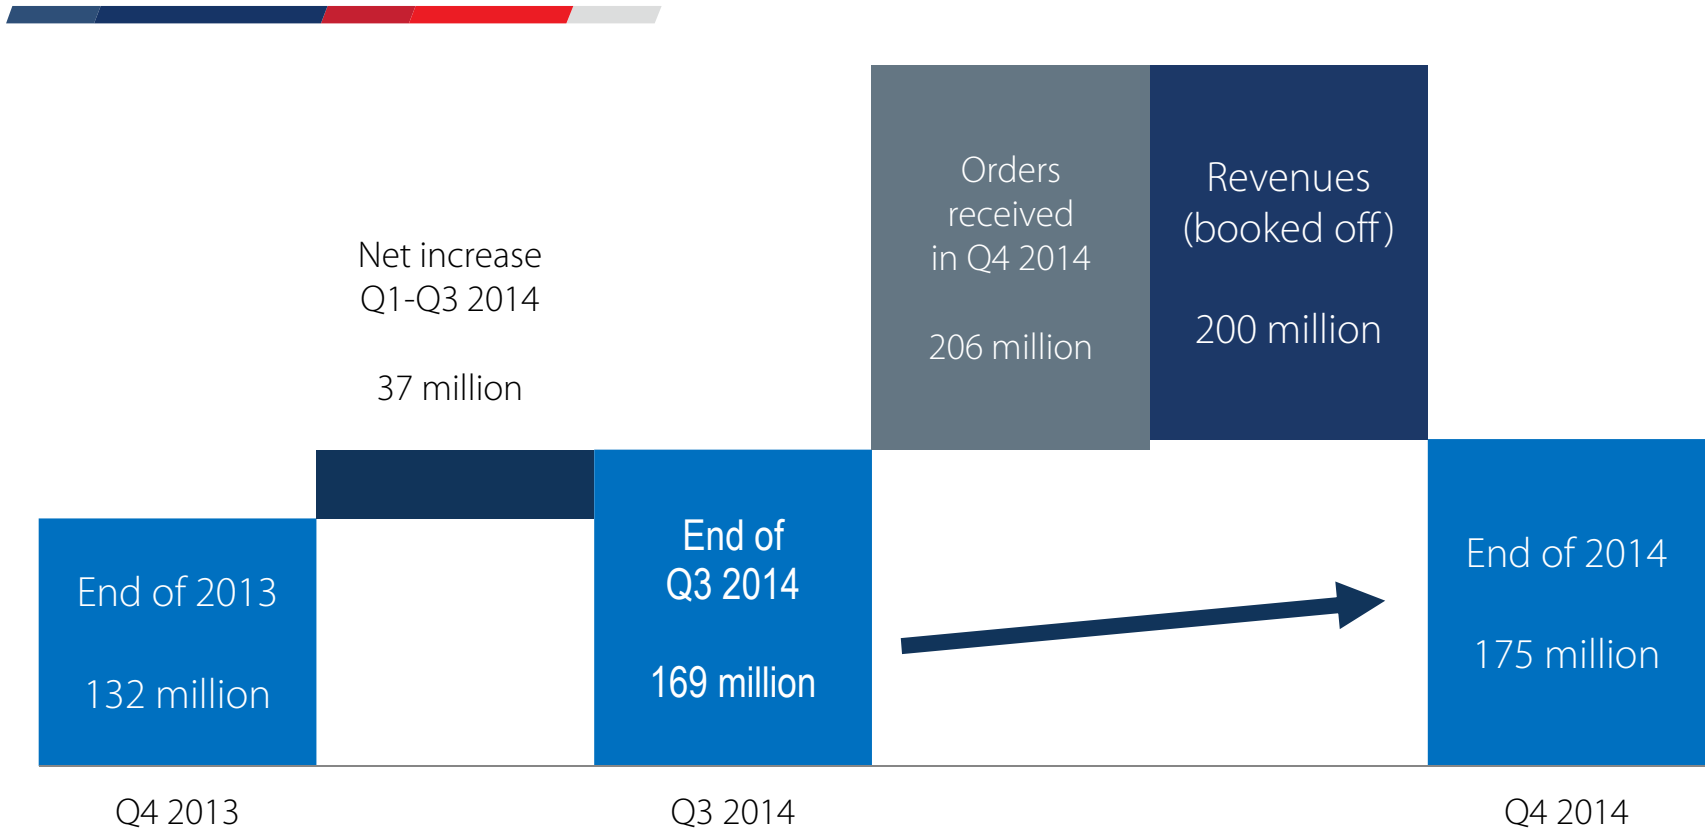 Net increase
Q1-Q3 2014
37 million
Orders
received
in Q4 2014
206 million
Revenues
(booked off)
200 million
End of 2013
132 million
End of
Q3 2014
169 million
End of 2014
175 million
Q4 2013
Q3 2014
Q4 2014